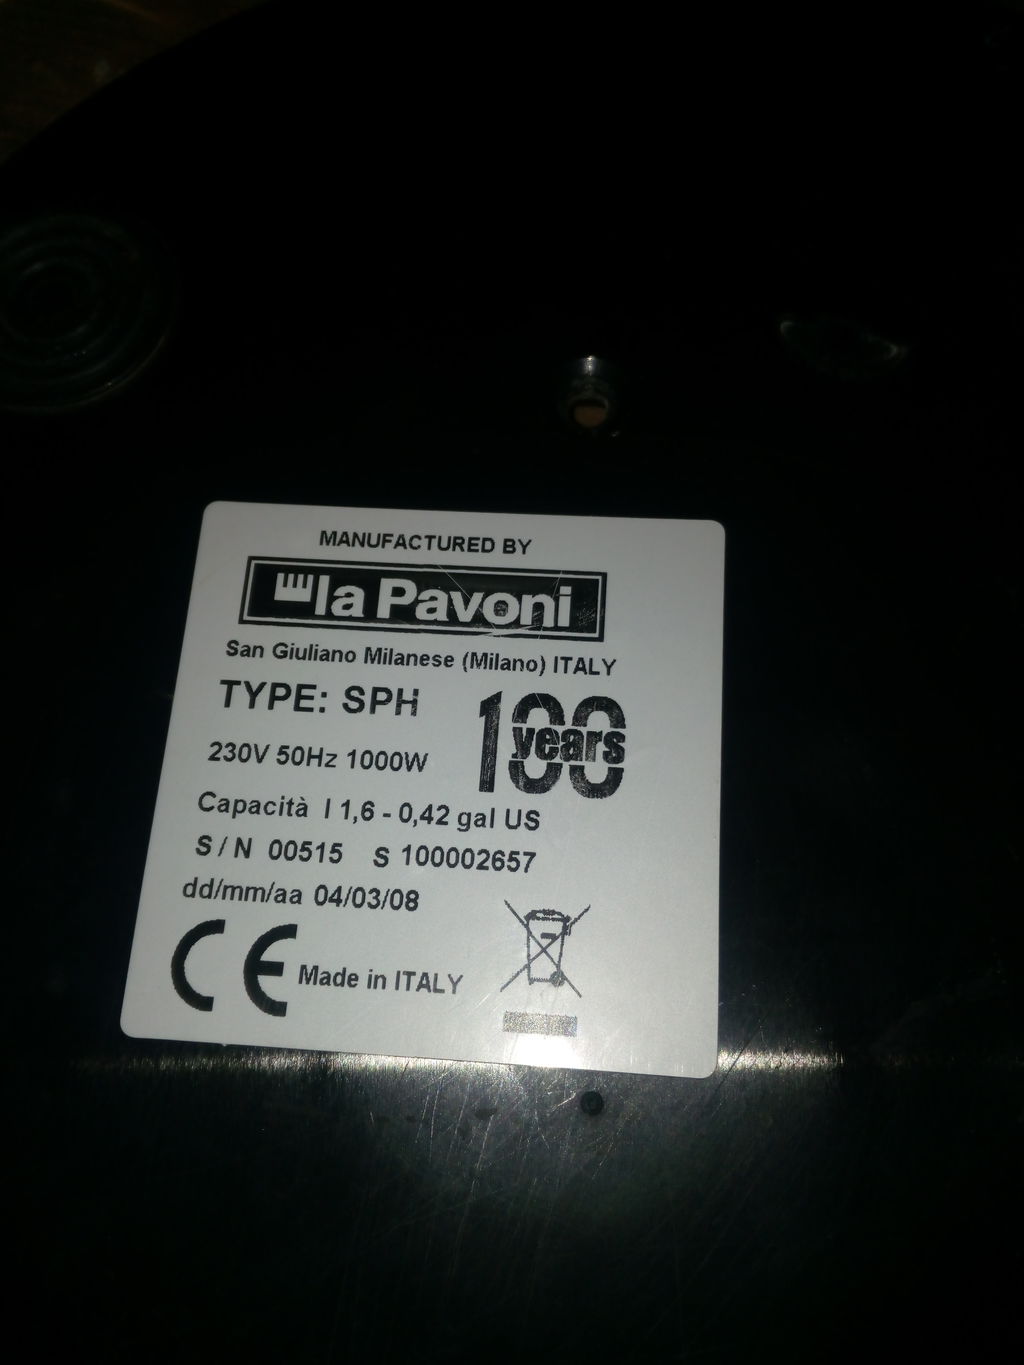 MANUFACTURED BY
la Pavoni
San Giuliano Milanese (Milano) ITALY
TYPE: SPH
100 years
230V 50Hz 1000W
Capacità l 1,6 - 0,42 gal US
S/N 00515 S 100002657
dd/mm/aa 04/03/08
CE Made in ITALY